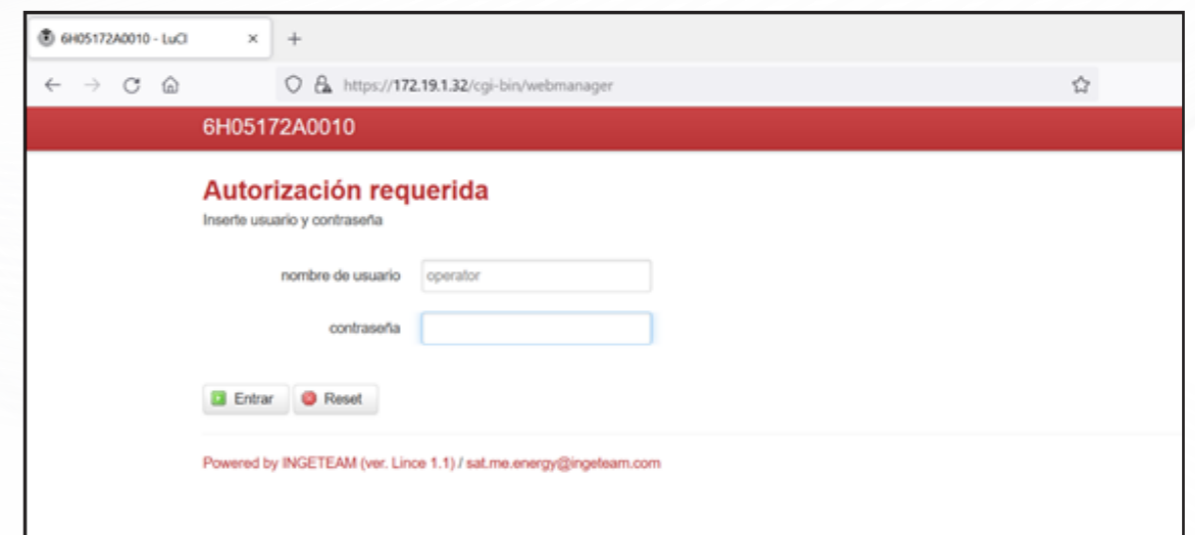 6H05172A0010 - LuCI
https://172.19.1.32/cgi-bin/webmanager
6H05172A0010
Autorización requerida
Inserte usuario y contraseña
nombre de usuario operator
contraseña
Entrar Reset
Powered by INGETEAM (ver. Lince 1.1) / sat.me.energy@ingeteam.com